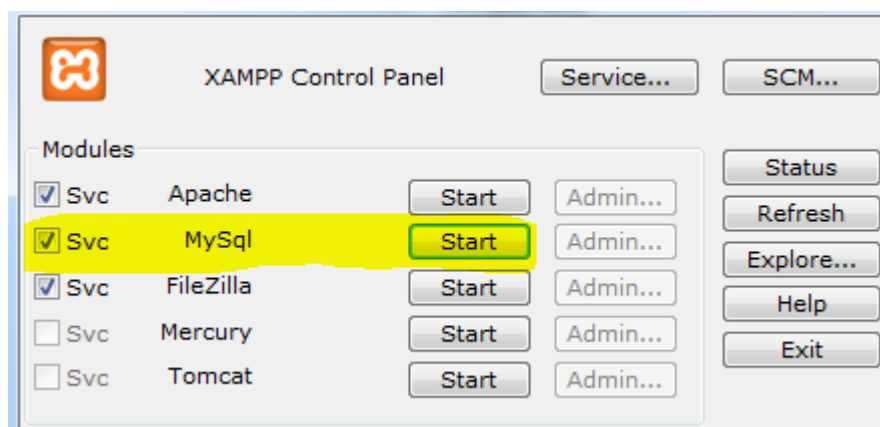 XAMPP Control Panel Service... SCM...
Modules
Svc Apache Start Admin... Status
Svc MySql Start Admin... Refresh
Svc FileZilla Start Admin... Explore...
Svc Mercury Start Admin... Help
Svc Tomcat Start Admin... Exit